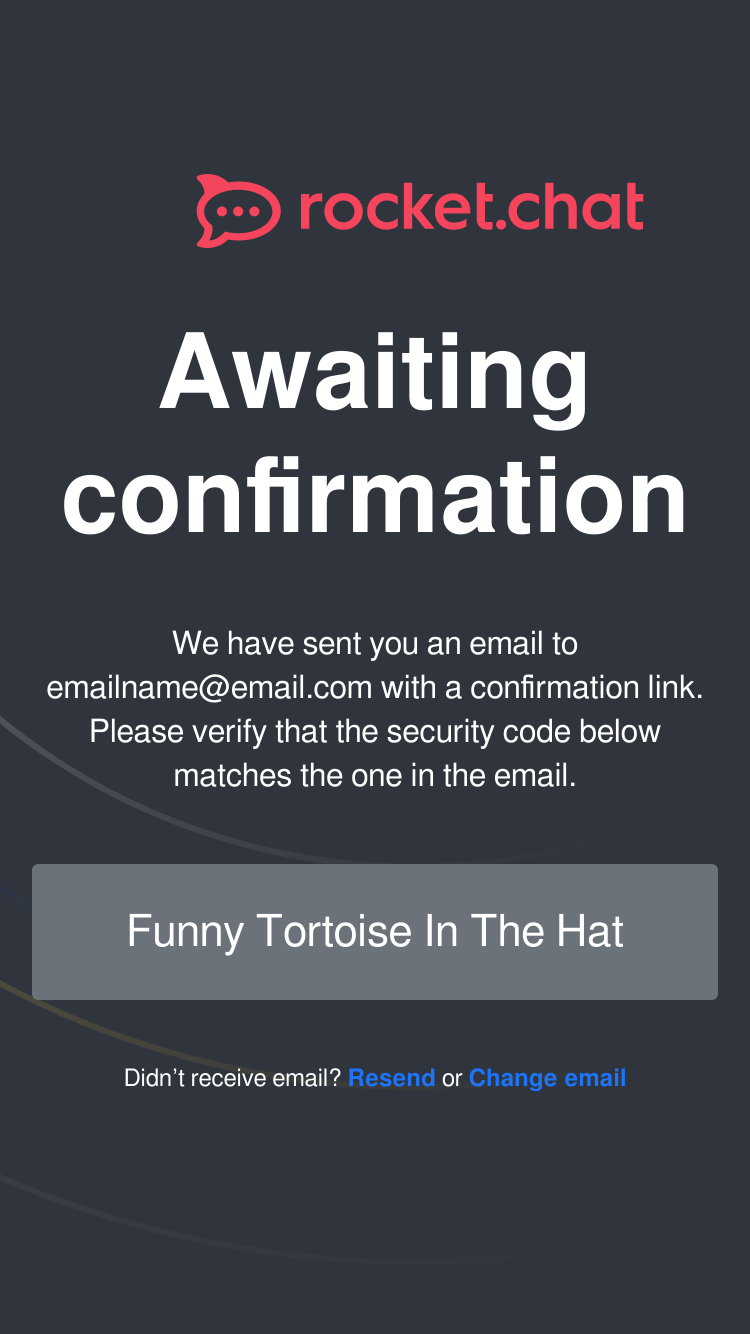 rocket.chat
Awaiting
confirmation
We have sent you an email to
emailname@email.com with a confirmation link.
Please verify that the security code below
matches the one in the email.
Funny Tortoise In The Hat
Didn’t receive email? Resend or Change email